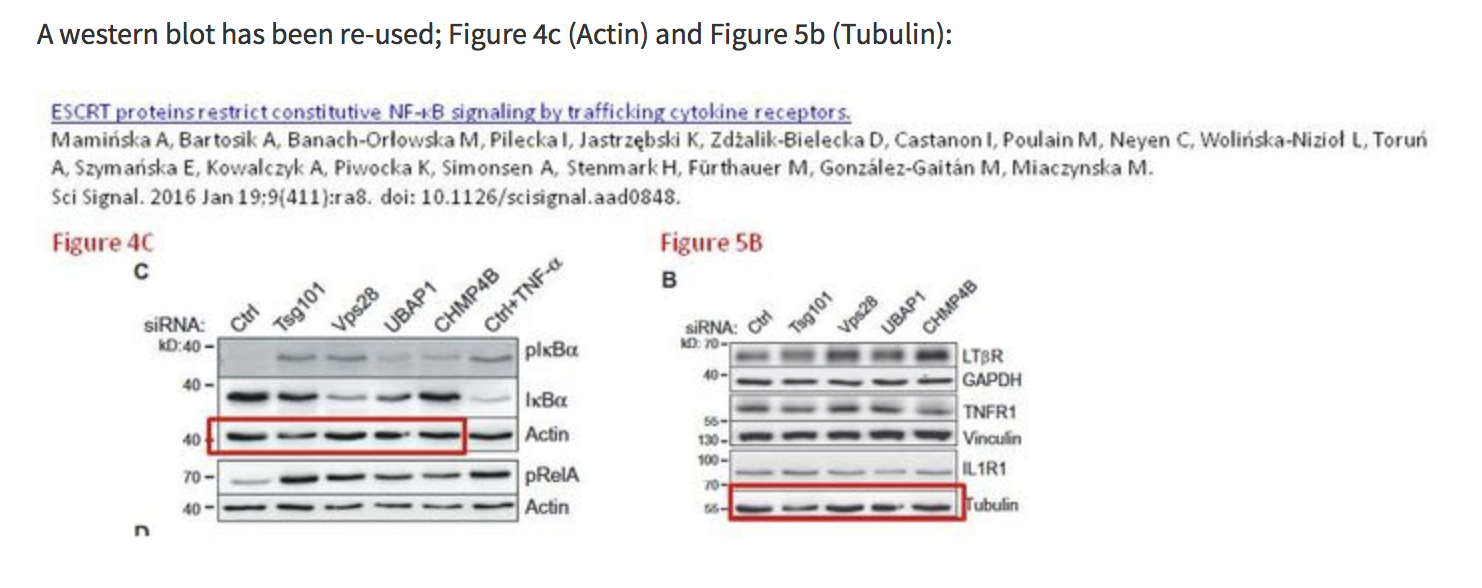 A western blot has been re-used; Figure 4c (Actin) and Figure 5b (Tubulin):
ESCRT proteins restrict constitutive NF-κB signaling by trafficking cytokine receptors.
Mamińska A, Bartosik A, Banach-Orłowska M, Pilecka I, Jastrzębski K, Zdżalik-Bielecka D, Castanon I, Poulain M, Neyen C, Wolińska-Nizioł L, Toruń
A, Szymańska E, Kowalczyk A, Piwocka K, Simonsen A, Stenmark H, Fürthauer M, González-Gaitán M, Miaczynska M.
Sci Signal. 2016 Jan 19;9(411):ra8. doi: 10.1126/scisignal.aad0848.
Figure 4C
C
siRNA: Ctrl Tsg101 Vps28 UBAP1 CHMP4B Ctrl+TNF-α
kD:40 pIκBα
40 IκBα
40 Actin
70 pRelA
40 Actin
D
Figure 5B
B
siRNA: Ctrl Tsg101 Vps28 UBAP1 CHMP4B
kD: 70 LTβR
40 GAPDH
TNFR1
55
130 Vinculin
100 IL1R1
70
55 Tubulin